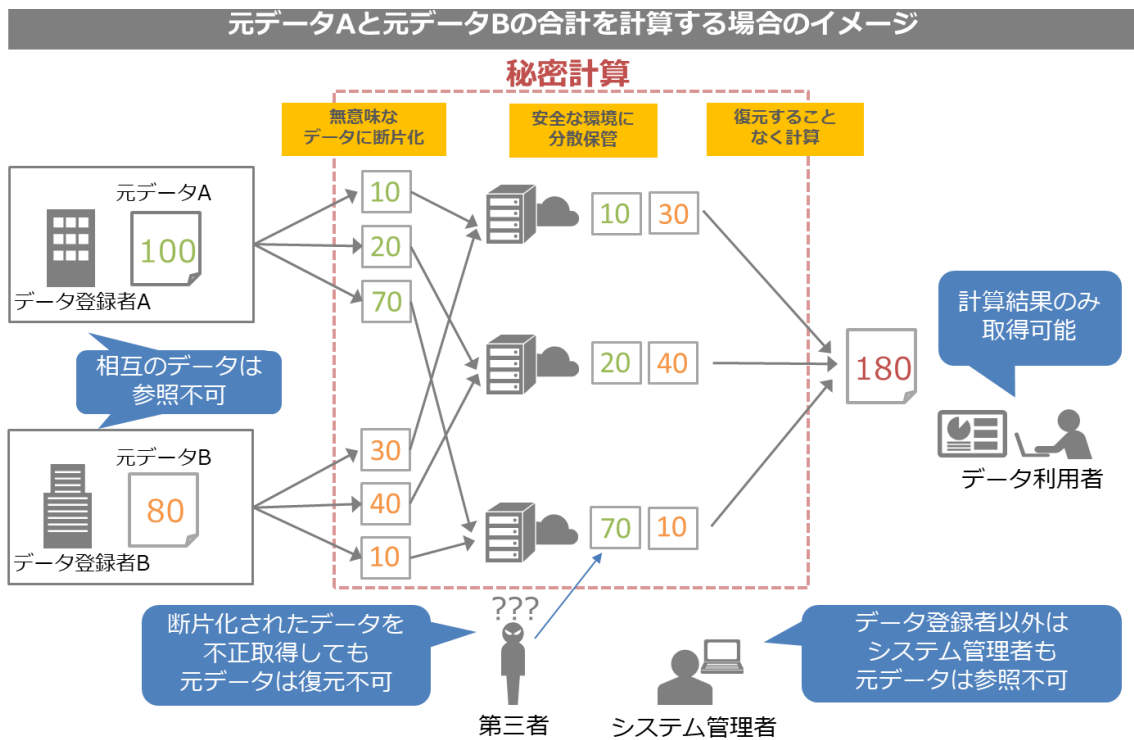 元データAと元データBの合計を計算する場合のイメージ
秘密計算
無意味な
データに断片化
安全な環境に
分散保管
復元すること
なく計算
元データA
100
データ登録者A
相互のデータは
参照不可
元データB
80
データ登録者B
10
20
70
30
40
10
10 30
20 40
70 10
180
計算結果のみ
取得可能
データ利用者
断片化されたデータを
不正取得しても
元データは復元不可
???
第三者
システム管理者
データ登録者以外は
システム管理者も
元データは参照不可